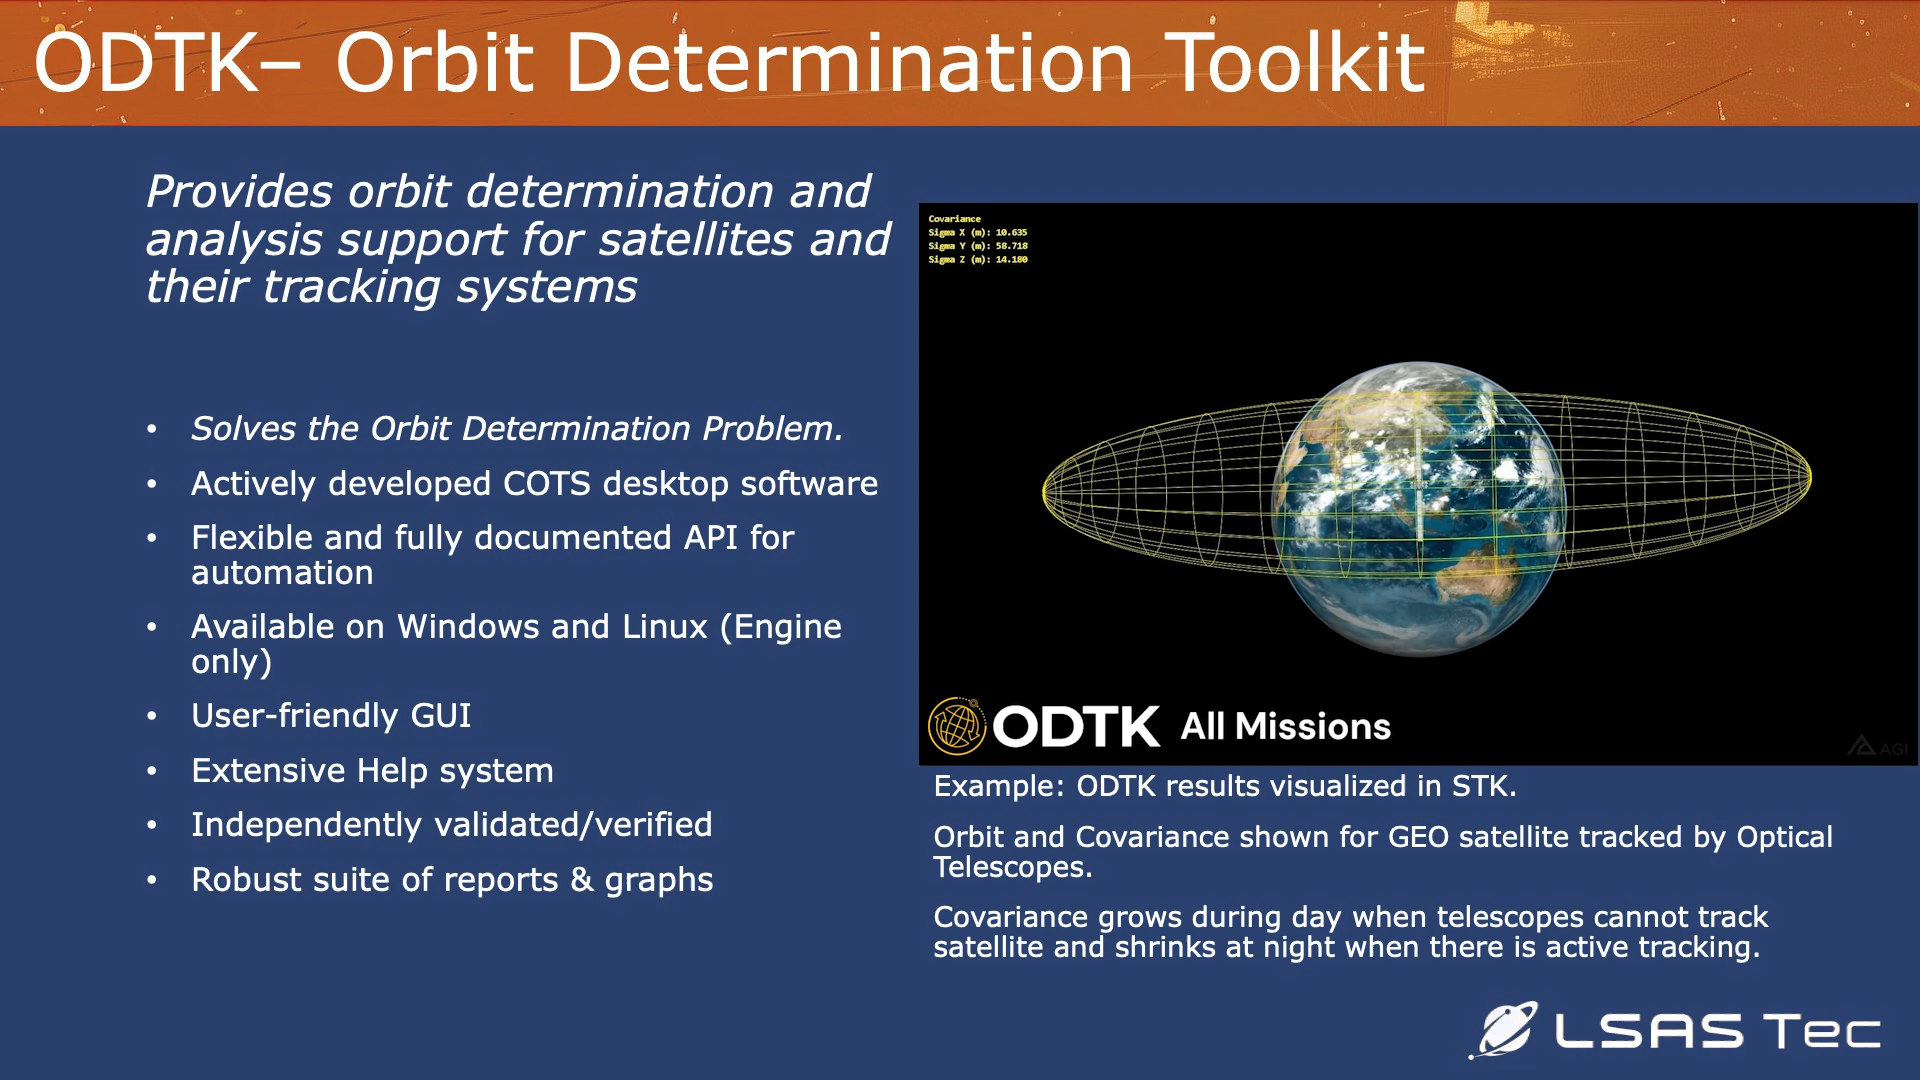 ODTK– Orbit Determination Toolkit
Provides orbit determination and
analysis support for satellites and
their tracking systems
• Solves the Orbit Determination Problem.
• Actively developed COTS desktop software
• Flexible and fully documented API for
automation
• Available on Windows and Linux (Engine
only)
• User-friendly GUI
• Extensive Help system
• Independently validated/verified
• Robust suite of reports & graphs
Covariance
Sigma X (m): 10.635
Sigma Y (m): 58.718
Sigma Z (m): 14.180
ODTK All Missions
AGI
Example: ODTK results visualized in STK.
Orbit and Covariance shown for GEO satellite tracked by Optical
Telescopes.
Covariance grows during day when telescopes cannot track
satellite and shrinks at night when there is active tracking.
LSAS Tec